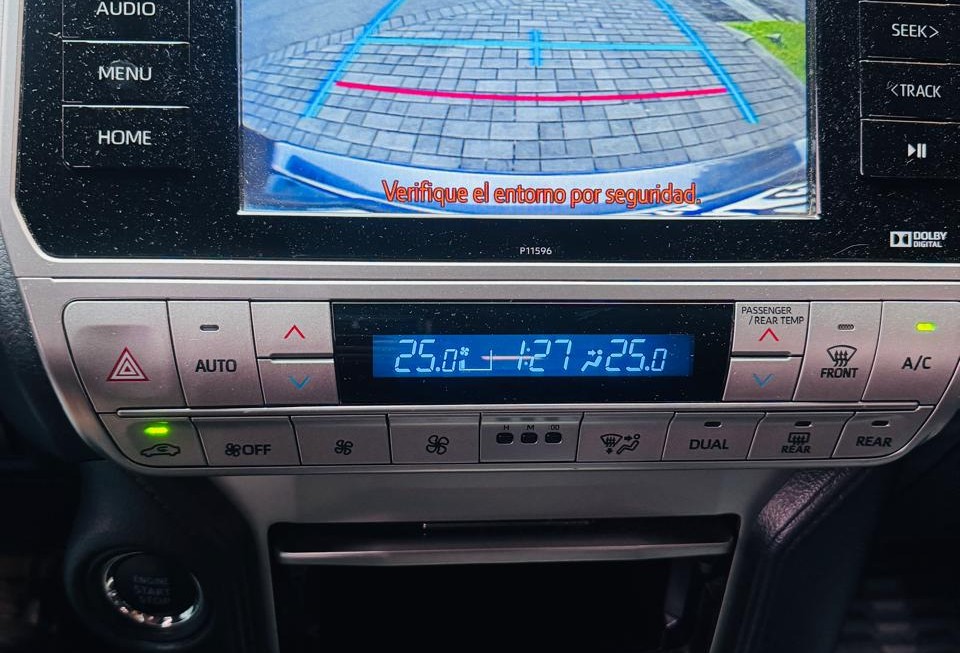 AUDIO
MENU
HOME
SEEK>
<TRACK
Verifique el entorno por seguridad.
P11596
DOLBY
DIGITAL
PASSENGER
/REAR TEMP
AUTO
25.0 1:27 25.0
FRONT
A/C
OFF
H M :00
DUAL
REAR
REAR
ENGINE
START
STOP